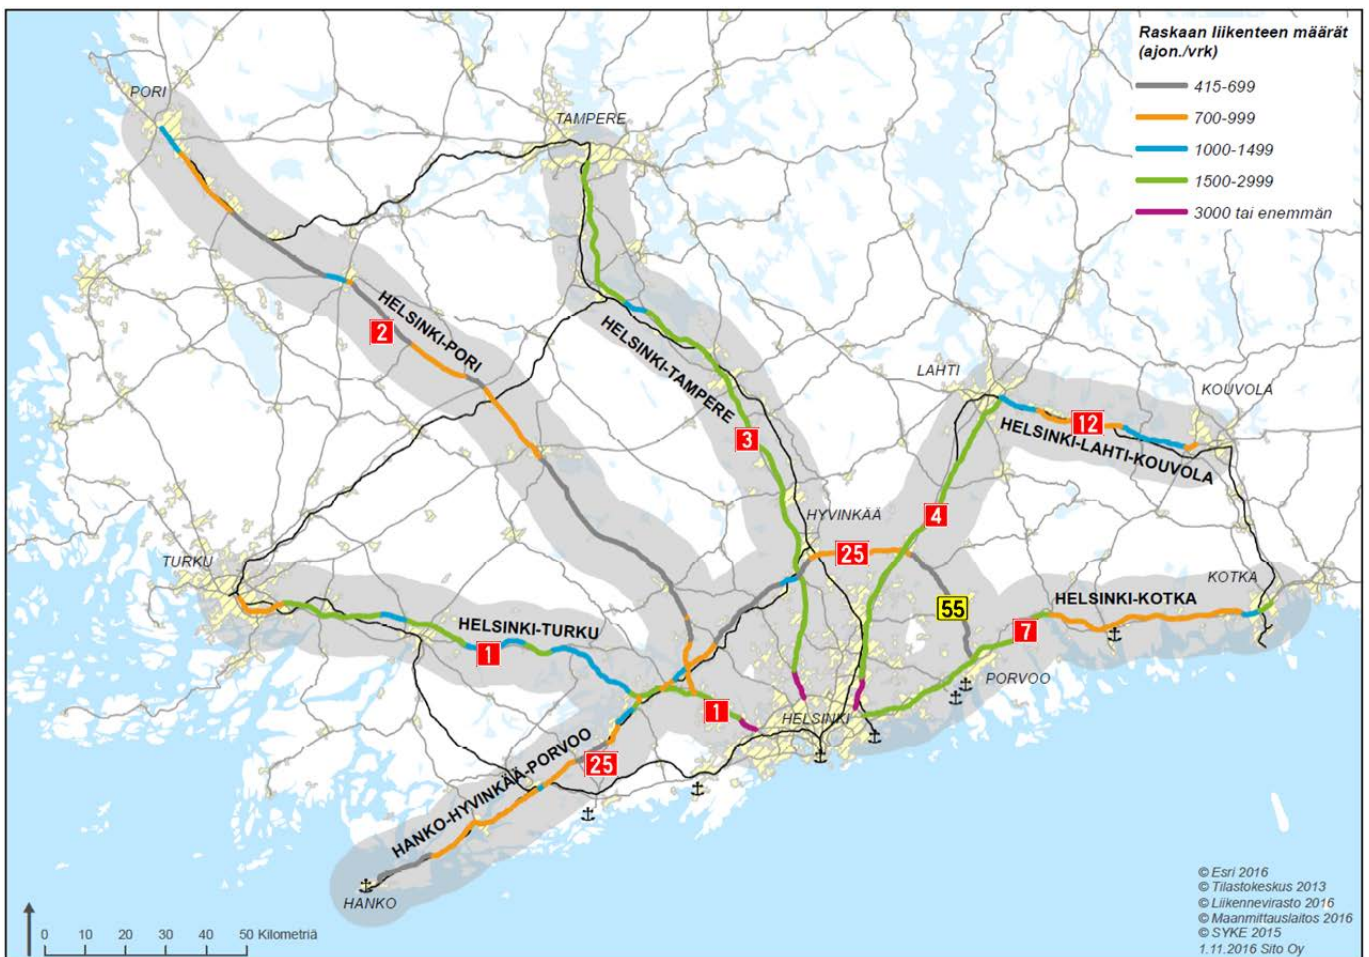 Raskaan liikenteen määrät
(ajon./vrk)
415-699
700-999
1000-1499
1500-2999
3000 tai enemmän
PORI
TAMPERE
HELSINKI-PORI
2
HELSINKI-TAMPERE
3
LAHTI
KOUVOLA
12
HELSINKI-LAHTI-KOUVOLA
4
HYVINKÄÄ
25
TURKU
KOTKA
55
HELSINKI-KOTKA
7
HELSINKI-TURKU
1
PORVOO
1
HELSINKI
HANKO-HYVINKÄÄ-PORVOO
25
HANKO
0 10 20 30 40 50 Kilometriä
© Esri 2016
© Tilastokeskus 2013
© Liikennevirasto 2016
© Maanmittauslaitos 2016
© SYKE 2015
1.11.2016 Sito Oy